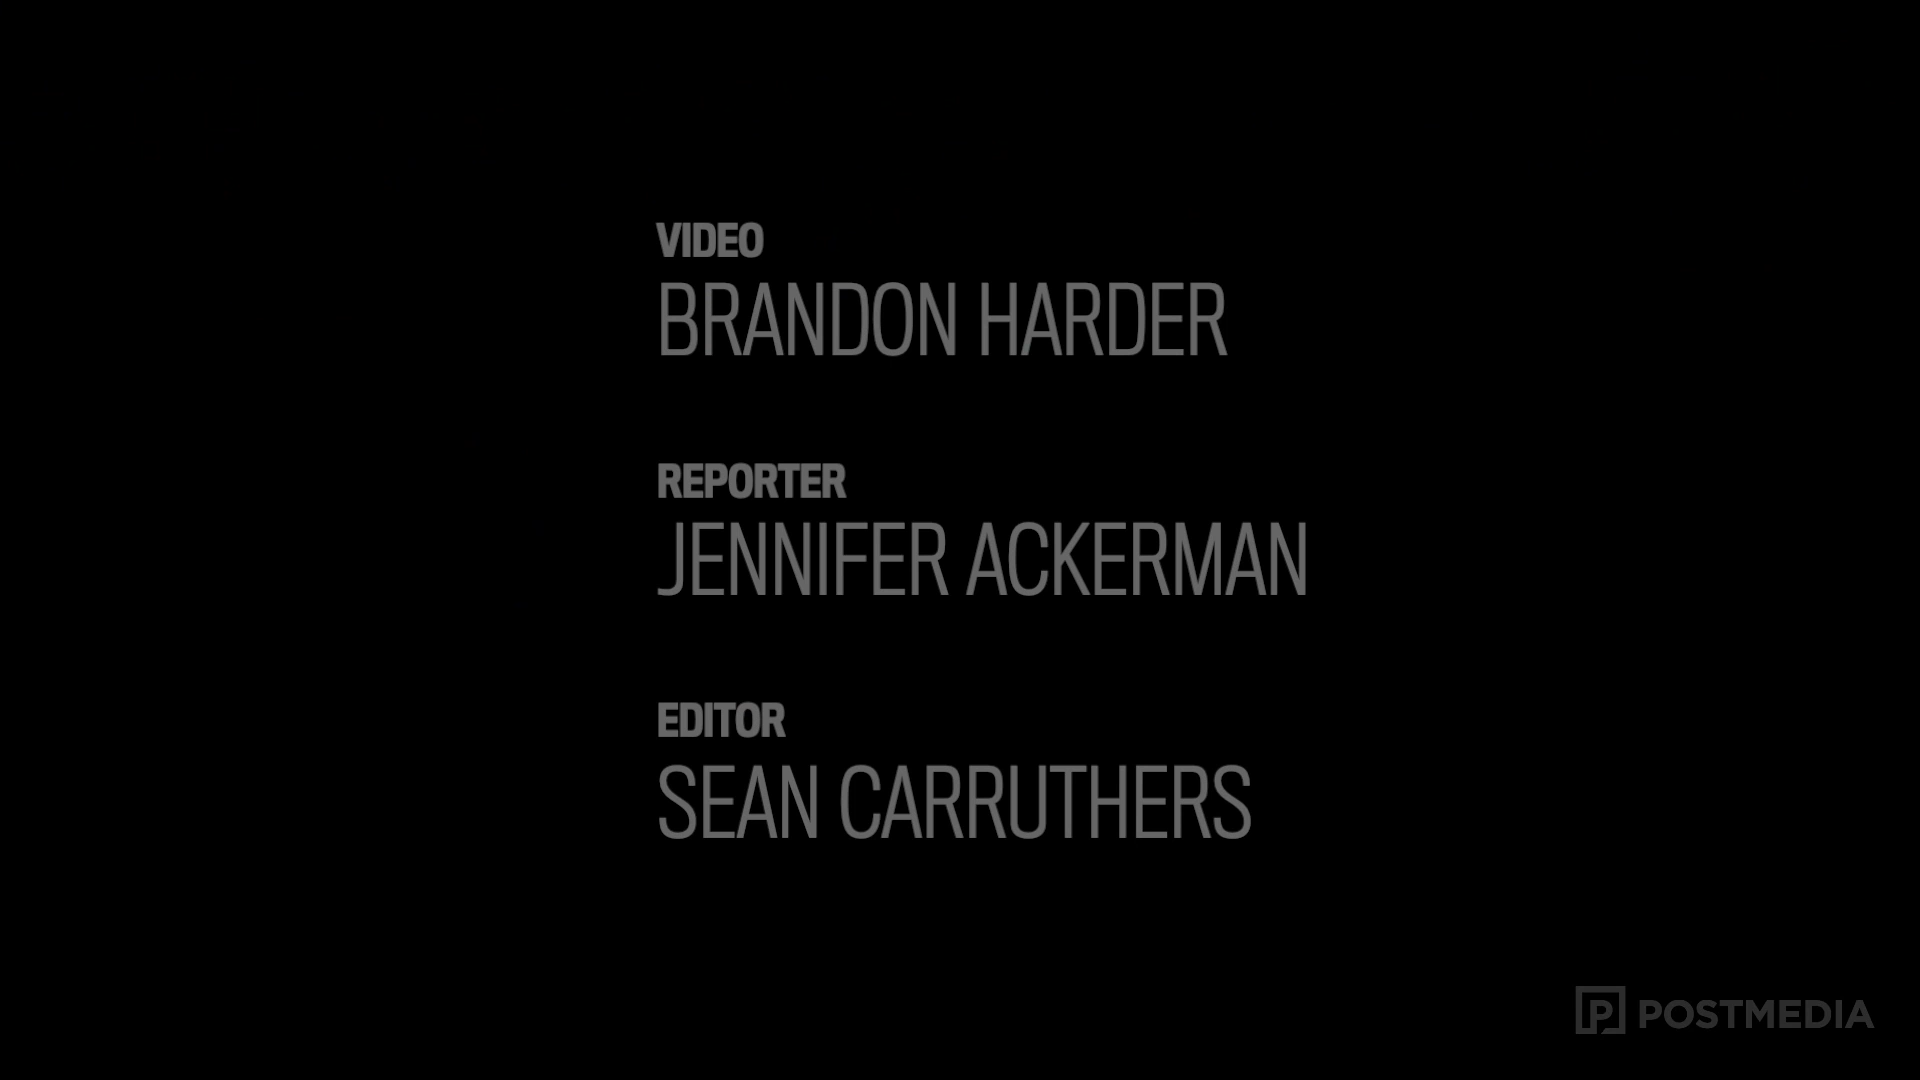 VIDEO
BRANDON HARDER
REPORTER
JENNIFER ACKERMAN
EDITOR
SEAN CARRUTHERS
P POSTMEDIA